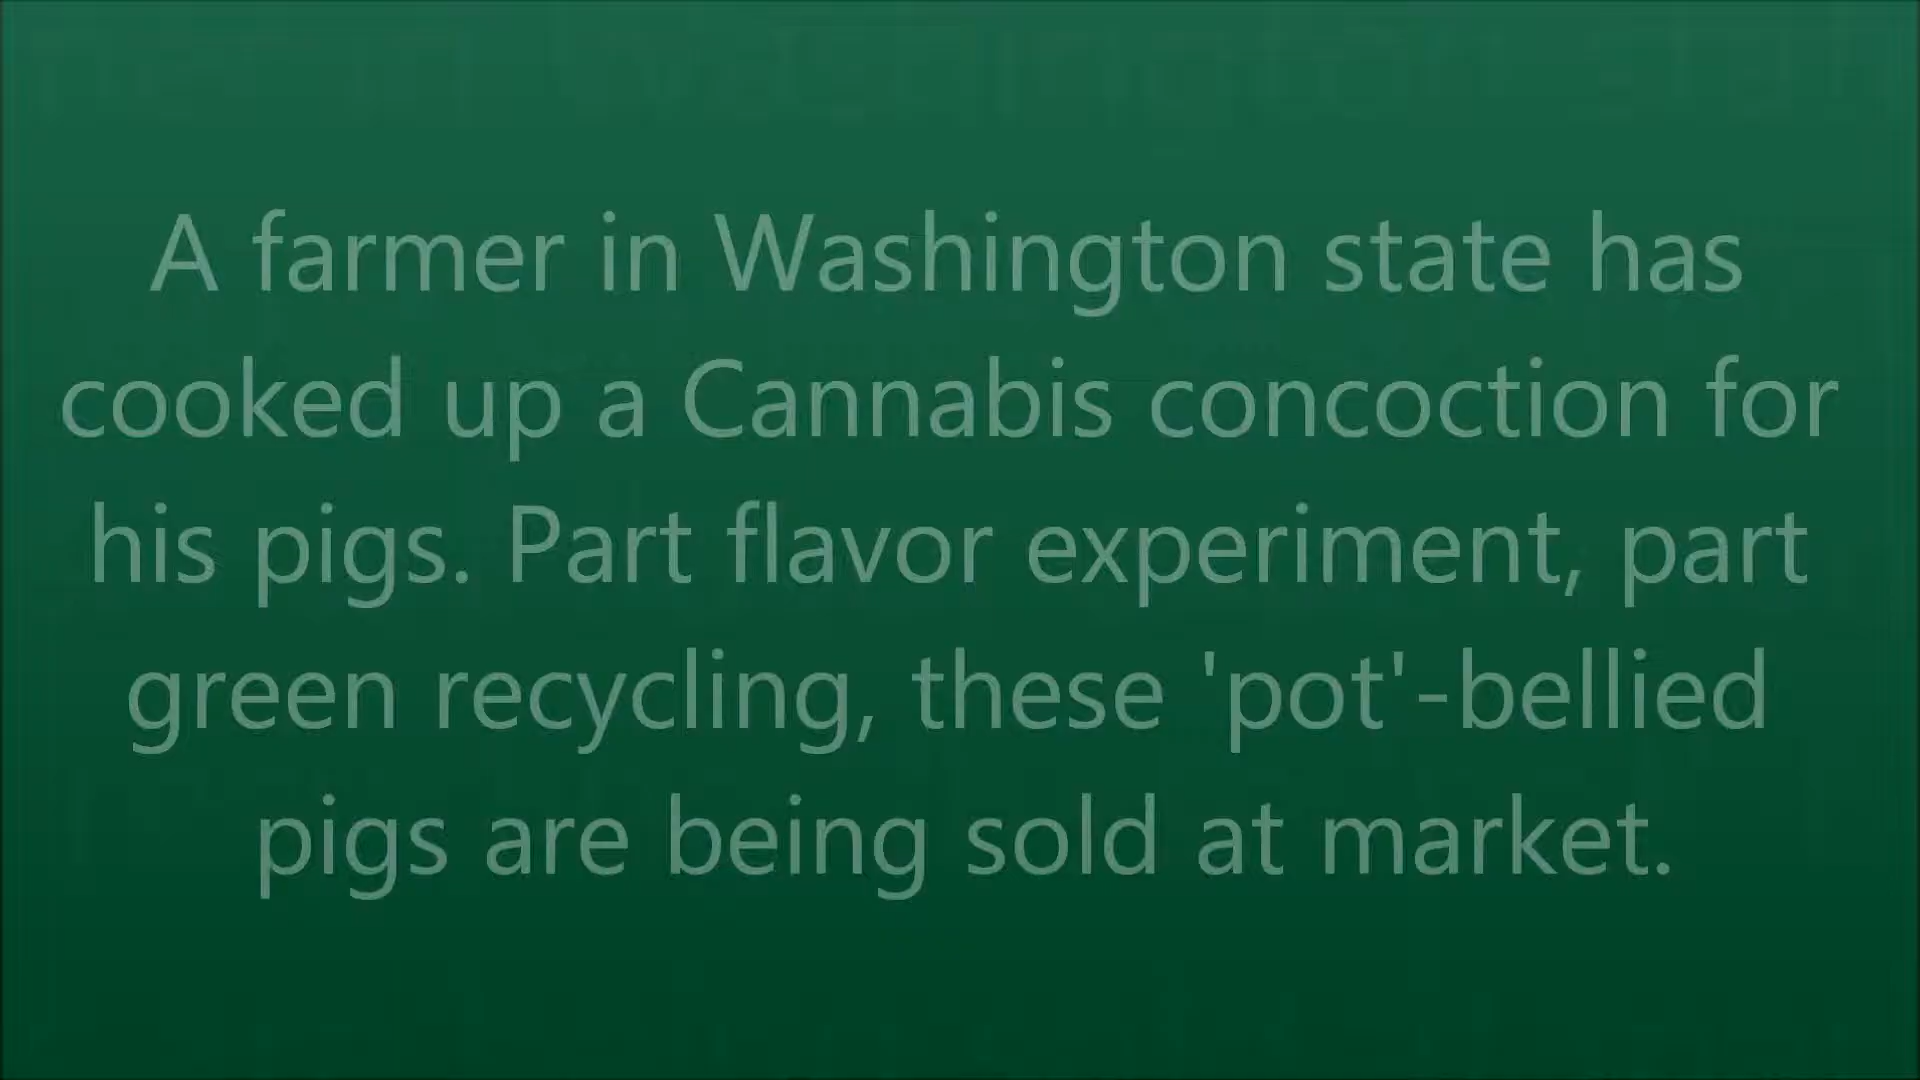 A farmer in Washington state has
cooked up a Cannabis concoction for
his pigs. Part flavor experiment, part
green recycling, these 'pot'-bellied
pigs are being sold at market.